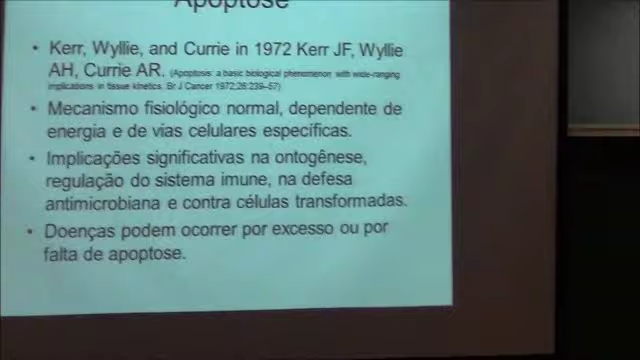 Apoptose
• Kerr, Wyllie, and Currie in 1972 Kerr JF, Wyllie
AH, Currie AR. (Apoptosis: a basic biological phenomenon with wide-ranging
implications in tissue kinetics. Br J Cancer 1972;26:239–57)
• Mecanismo fisiológico normal, dependente de
energia e de vias celulares específicas.
• Implicações significativas na ontogênese,
regulação do sistema imune, na defesa
antimicrobiana e contra células transformadas.
• Doenças podem ocorrer por excesso ou por
falta de apoptose.